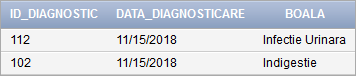 ID_DIAGNOSTIC DATA_DIAGNOSTICARE BOALA
112 11/15/2018 Infectie Urinara
102 11/15/2018 Indigestie